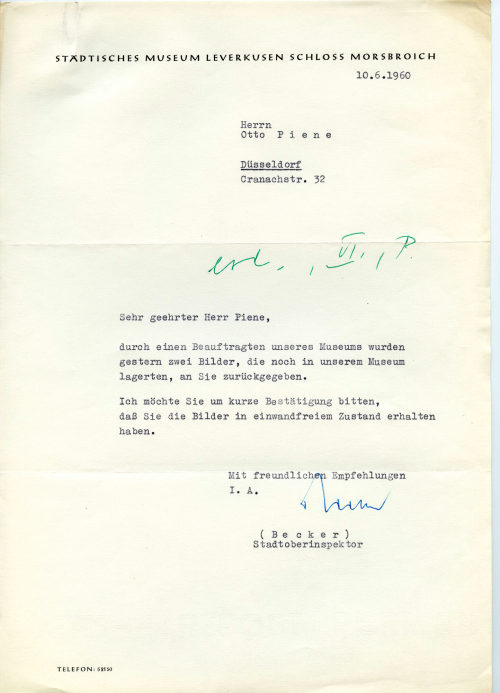 STÄDTISCHES MUSEUM LEVERKUSEN SCHLOSS MORSBROICH
10.6.1960
Herrn
Otto P i e n e
Düsseldorf
Cranachstr. 32
erl. , VI. , P.
Sehr geehrter Herr Piene,
durch einen Beauftragten unseres Museums wurden
gestern zwei Bilder, die noch in unserem Museum
lagerten, an Sie zurückgegeben.
Ich möchte Sie um kurze Bestätigung bitten,
daß Sie die Bilder in einwandfreiem Zustand erhalten
haben.
Mit freundlichen Empfehlungen
I. A.
( B e c k e r )
Stadtoberinspektor
TELEFON: